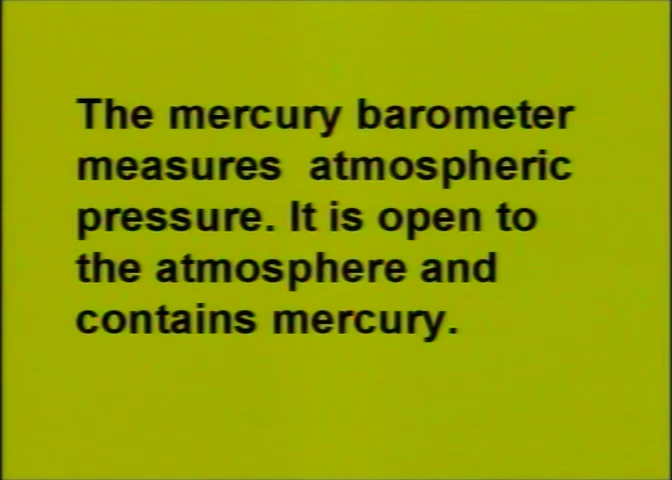 The mercury barometer
measures atmospheric
pressure. It is open to
the atmosphere and
contains mercury.